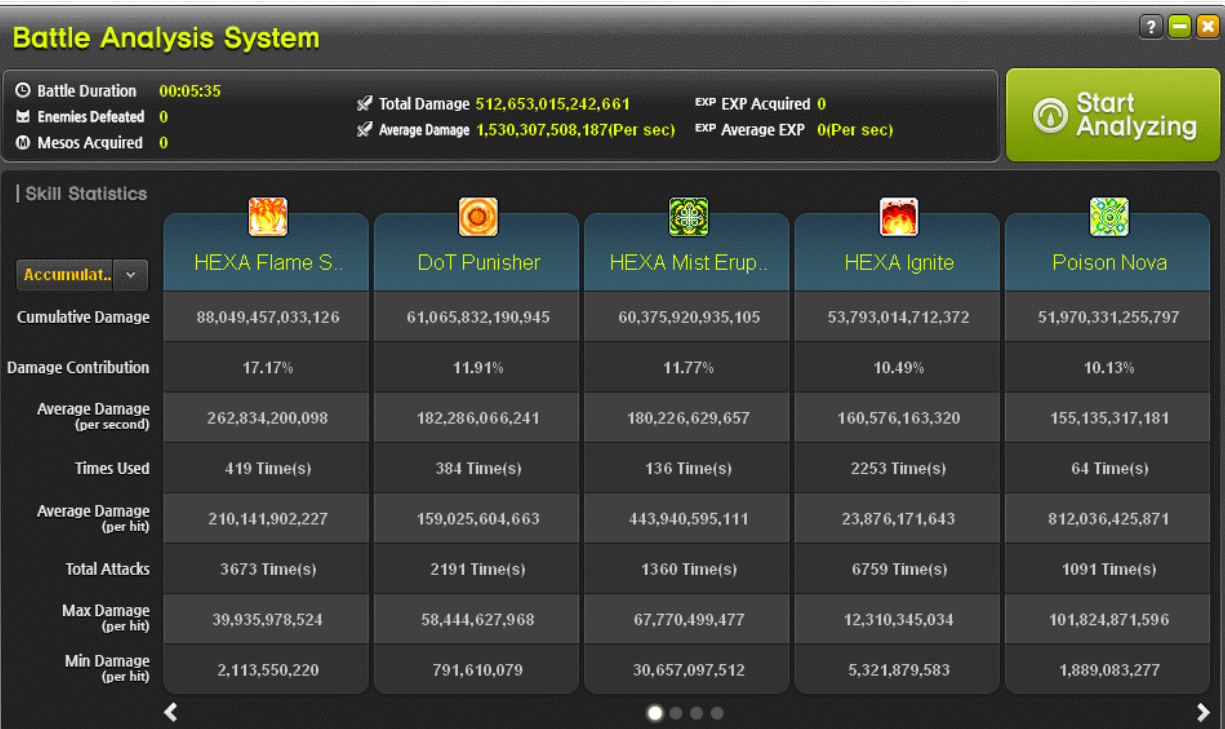 Battle Analysis System
?
Battle Duration 00:05:35
Enemies Defeated 0
Mesos Acquired 0
Total Damage 512,653,015,242,661
Average Damage 1,530,307,508,187(Per sec)
EXP EXP Acquired 0
EXP Average EXP 0(Per sec)
Start
Analyzing
Skill Statistics
Accumulat..
HEXA Flame S.. DoT Punisher HEXA Mist Erup.. HEXA Ignite Poison Nova
Cumulative Damage 88,049,457,033,126 61,065,832,190,945 60,375,920,935,105 53,793,014,712,372 51,970,331,255,797
Damage Contribution 17.17% 11.91% 11.77% 10.49% 10.13%
Average Damage (per second) 262,834,200,098 182,286,066,241 180,226,629,657 160,576,163,320 155,135,317,181
Times Used 419 Time(s) 384 Time(s) 136 Time(s) 2253 Time(s) 64 Time(s)
Average Damage (per hit) 210,141,902,227 159,025,604,663 443,940,595,111 23,876,171,643 812,036,425,871
Total Attacks 3673 Time(s) 2191 Time(s) 1360 Time(s) 6759 Time(s) 1091 Time(s)
Max Damage (per hit) 39,935,978,524 58,444,627,968 67,770,499,477 12,310,345,034 101,824,871,596
Min Damage (per hit) 2,113,550,220 791,610,079 30,657,097,512 5,321,879,583 1,889,083,277